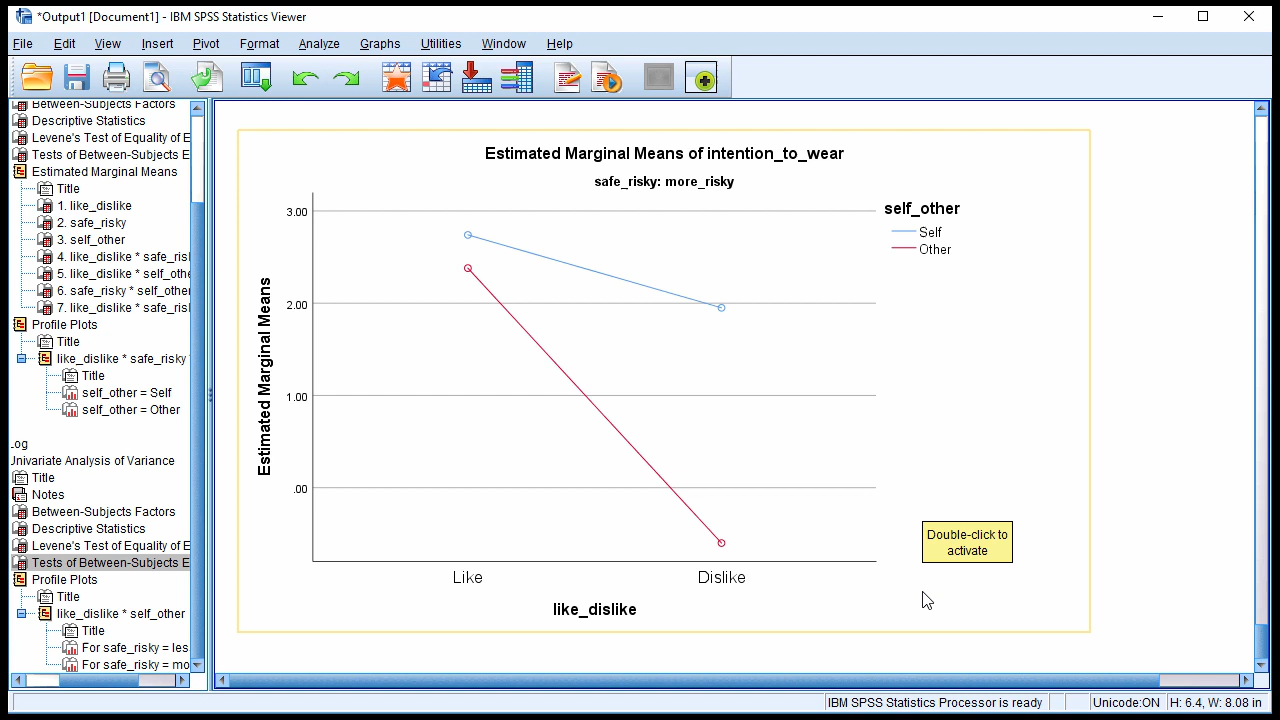 *Output1 [Document1] - IBM SPSS Statistics Viewer
File Edit View Insert Pivot Format Analyze Graphs Utilities Window Help
Between-Subjects Factors
Descriptive Statistics
Levene's Test of Equality of E
Tests of Between-Subjects E
Estimated Marginal Means
Title
1. like_dislike
2. safe_risky
3. self_other
4. like_dislike * safe_risl
5. like_dislike * self_othe
6. safe_risky * self_other
7. like_dislike * safe_risl
Profile Plots
Title
like_dislike * safe_risky
Title
self_other = Self
self_other = Other
Log
Univariate Analysis of Variance
Title
Notes
Between-Subjects Factors
Descriptive Statistics
Levene's Test of Equality of E
Tests of Between-Subjects E
Profile Plots
Title
like_dislike * self_other
Title
For safe_risky = les
For safe_risky = mo
Estimated Marginal Means of intention_to_wear
safe_risky: more_risky
self_other
Self
Other
Estimated Marginal Means
3.00
2.00
1.00
.00
Like Dislike
like_dislike
Double-click to
activate
IBM SPSS Statistics Processor is ready Unicode:ON H: 6.4, W: 8.08 in